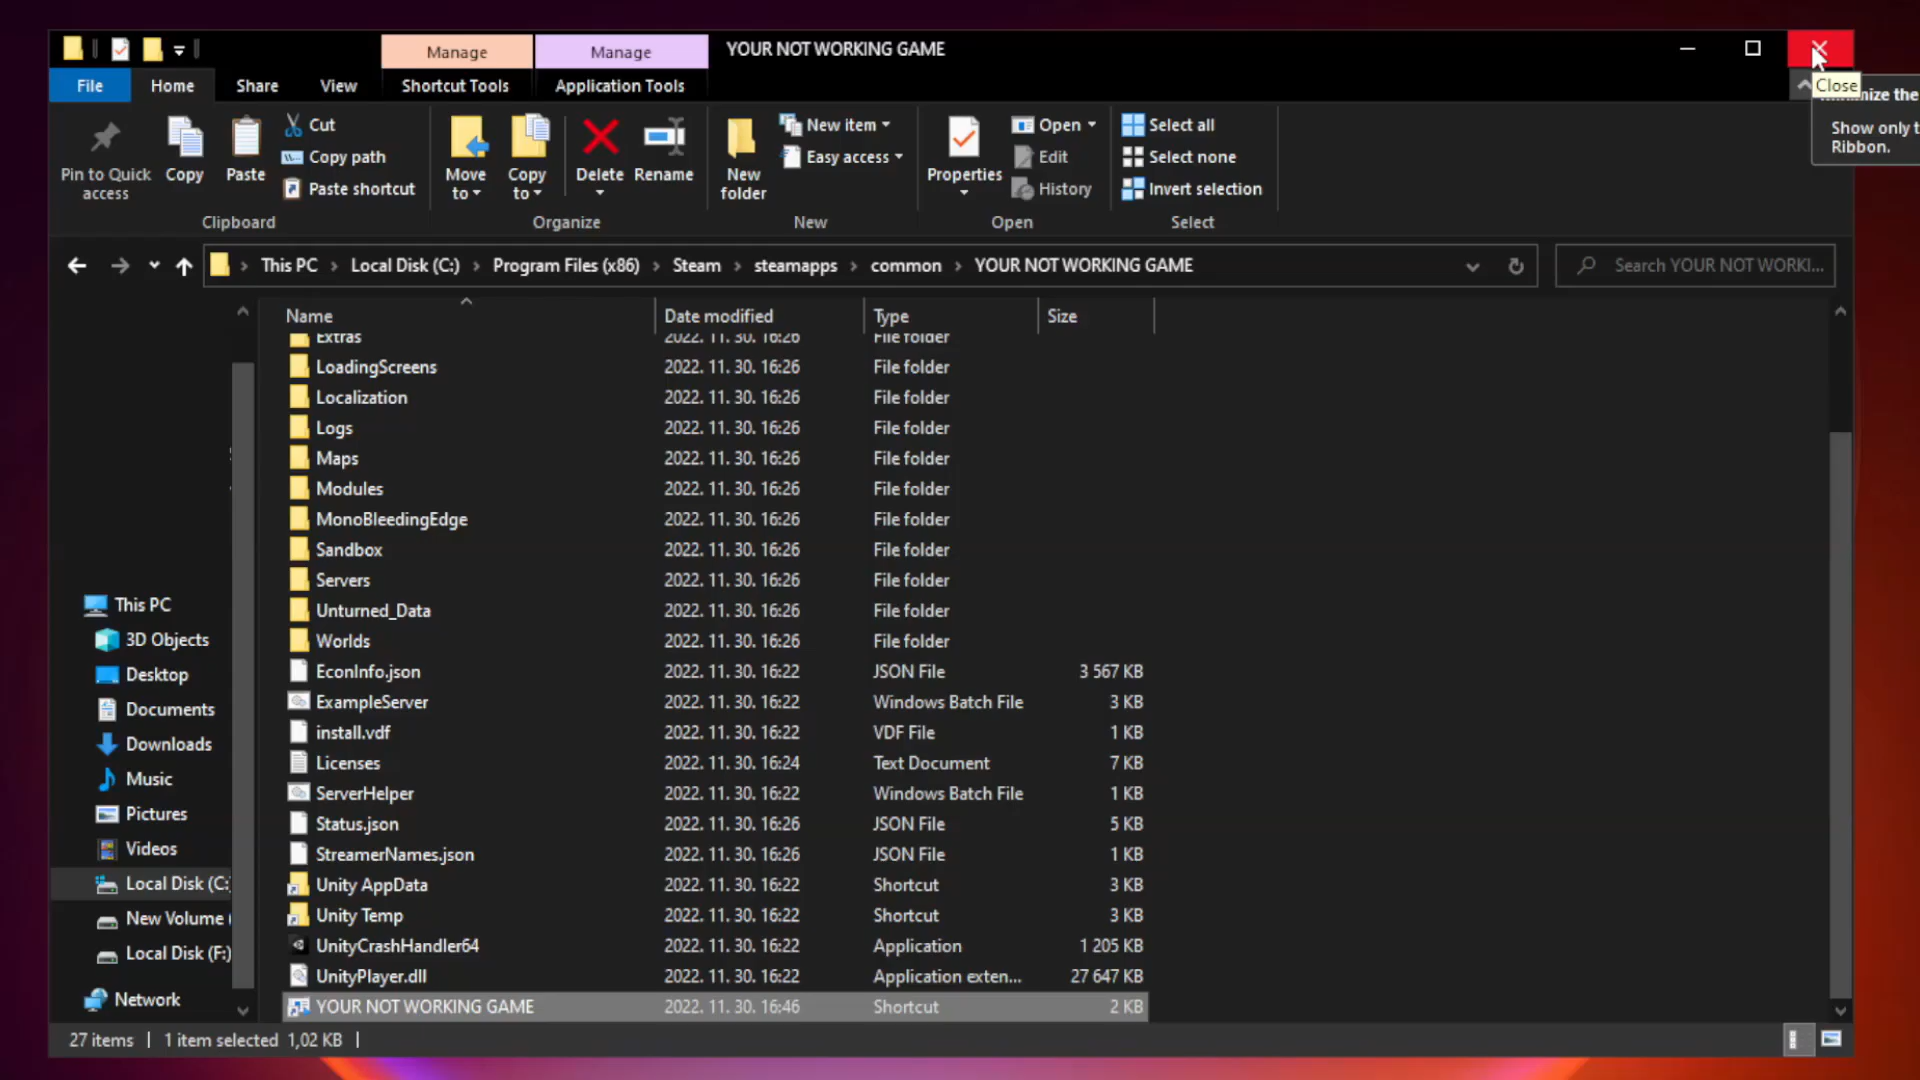 Manage
Manage
YOUR NOT WORKING GAME
File
Home
Share
View
Shortcut Tools
Application Tools
Close
the
Show only t
Ribbon.
Pin to Quick access
Copy
Paste
Cut
Copy path
Paste shortcut
Clipboard
Move to
Copy to
Delete
Rename
Organize
New folder
New item
Easy access
New
Properties
Open
Edit
History
Open
Select all
Select none
Invert selection
Select
This PC
Local Disk (C:)
Program Files (x86)
Steam
steamapps
common
YOUR NOT WORKING GAME
Search YOUR NOT WORKI...
Name Date modified Type Size
Extras 2022. 11. 30. 16:26 File folder
LoadingScreens 2022. 11. 30. 16:26 File folder
Localization 2022. 11. 30. 16:26 File folder
Logs 2022. 11. 30. 16:26 File folder
Maps 2022. 11. 30. 16:26 File folder
Modules 2022. 11. 30. 16:26 File folder
MonoBleedingEdge 2022. 11. 30. 16:26 File folder
Sandbox 2022. 11. 30. 16:26 File folder
Servers 2022. 11. 30. 16:26 File folder
Unturned_Data 2022. 11. 30. 16:26 File folder
Worlds 2022. 11. 30. 16:26 File folder
EconInfo.json 2022. 11. 30. 16:22 JSON File 3 567 KB
ExampleServer 2022. 11. 30. 16:22 Windows Batch File 3 KB
install.vdf 2022. 11. 30. 16:22 VDF File 1 KB
Licenses 2022. 11. 30. 16:24 Text Document 7 KB
ServerHelper 2022. 11. 30. 16:22 Windows Batch File 1 KB
Status.json 2022. 11. 30. 16:26 JSON File 5 KB
StreamerNames.json 2022. 11. 30. 16:26 JSON File 1 KB
Unity AppData 2022. 11. 30. 16:22 Shortcut 3 KB
Unity Temp 2022. 11. 30. 16:22 Shortcut 3 KB
UnityCrashHandler64 2022. 11. 30. 16:22 Application 1 205 KB
UnityPlayer.dll 2022. 11. 30. 16:22 Application exten... 27 647 KB
YOUR NOT WORKING GAME 2022. 11. 30. 16:46 Shortcut 2 KB
This PC
3D Objects
Desktop
Documents
Downloads
Music
Pictures
Videos
Local Disk (C:
New Volume (
Local Disk (F:)
Network
27 items
1 item selected 1,02 KB